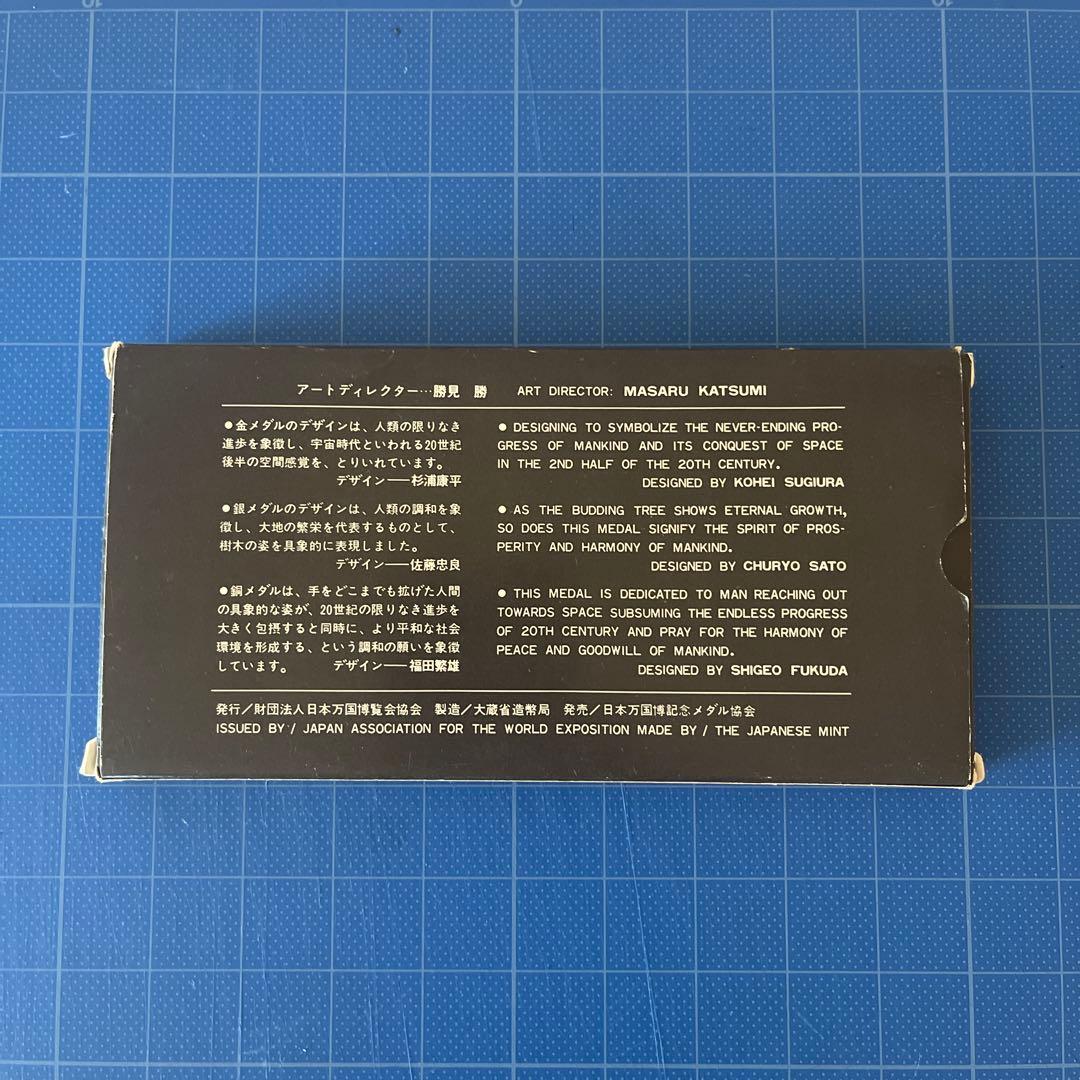 10 0 10
アートディレクター…勝見 勝 ART DIRECTOR: MASARU KATSUMI
●金メダルのデザインは、人類の限りなき
進歩を象徴し、宇宙時代といわれる20世紀
後半の空間感覚を、とりいれています。
デザイン──杉浦康平
●銀メダルのデザインは、人類の調和を象
徴し、大地の繁栄を代表するものとして、
樹木の姿を具象的に表現しました。
デザイン──佐藤忠良
●銅メダルは、手をどこまでも拡げた人間
の具象的な姿が、20世紀の限りなき進歩を
大きく包摂すると同時に、より平和な社会
環境を形成する、という調和の願いを象徴
しています。 デザイン──福田繁雄
● DESIGNING TO SYMBOLIZE THE NEVER-ENDING PRO-
GRESS OF MANKIND AND ITS CONQUEST OF SPACE
IN THE 2ND HALF OF THE 20TH CENTURY.
DESIGNED BY KOHEI SUGIURA
● AS THE BUDDING TREE SHOWS ETERNAL GROWTH,
SO DOES THIS MEDAL SIGNIFY THE SPIRIT OF PROS-
PERITY AND HARMONY OF MANKIND.
DESIGNED BY CHURYO SATO
● THIS MEDAL IS DEDICATED TO MAN REACHING OUT
TOWARDS SPACE SUBSUMING THE ENDLESS PROGRESS
OF 20TH CENTURY AND PRAY FOR THE HARMONY OF
PEACE AND GOODWILL OF MANKIND.
DESIGNED BY SHIGEO FUKUDA
発行／財団法人日本万国博覧会協会 製造／大蔵省造幣局 発売／日本万国博記念メダル協会
ISSUED BY / JAPAN ASSOCIATION FOR THE WORLD EXPOSITION MADE BY / THE JAPANESE MINT